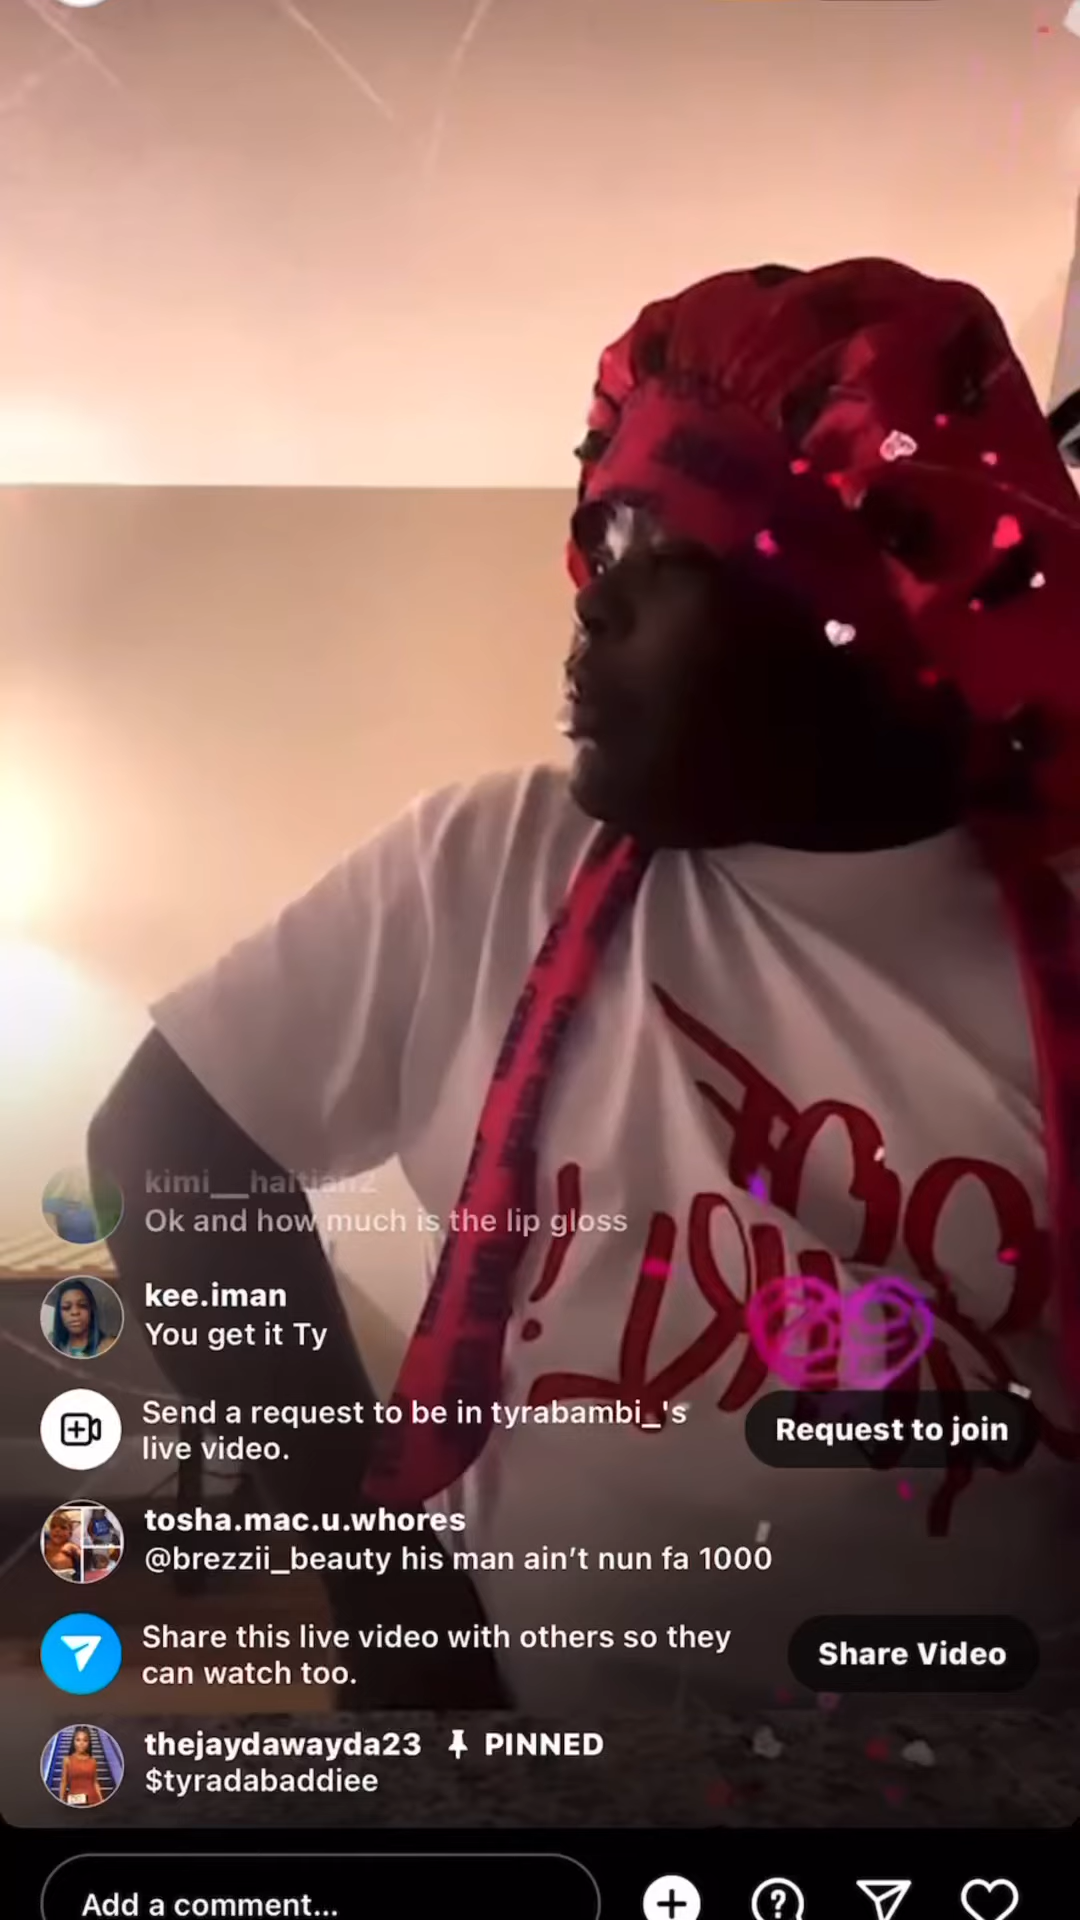 kimi__haitian2
Ok and how much is the lip gloss
kee.iman
You get it Ty
Send a request to be in tyrabambi_'s
live video.
Request to join
tosha.mac.u.whores
@brezzii_beauty his man ain’t nun fa 1000
Share this live video with others so they
can watch too.
Share Video
thejaydawayda23 PINNED
$tyradabaddiee
Add a comment...